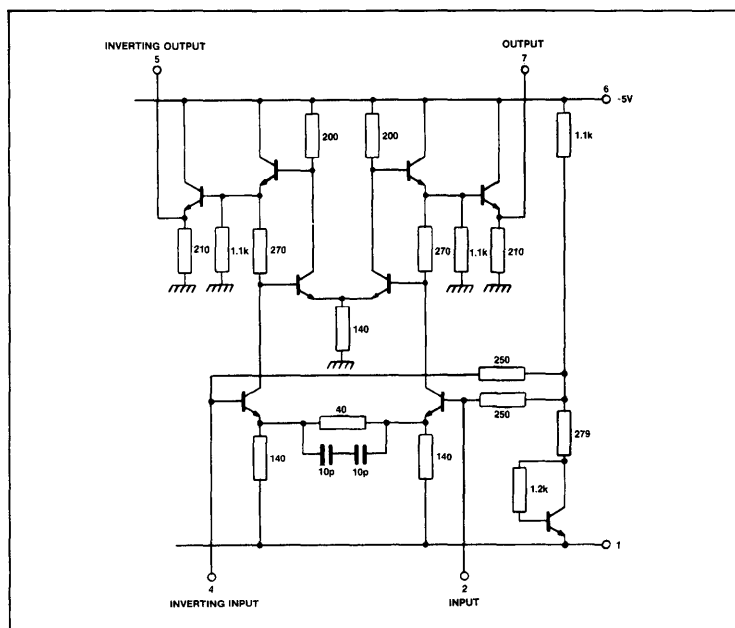 INVERTING OUTPUT
5
OUTPUT
7
6
-5V
200
200
1.1k
210
1.1k
270
270
1.1k
210
140
250
40
250
140
10p
10p
140
279
1.2k
1
4
2
INVERTING INPUT
INPUT